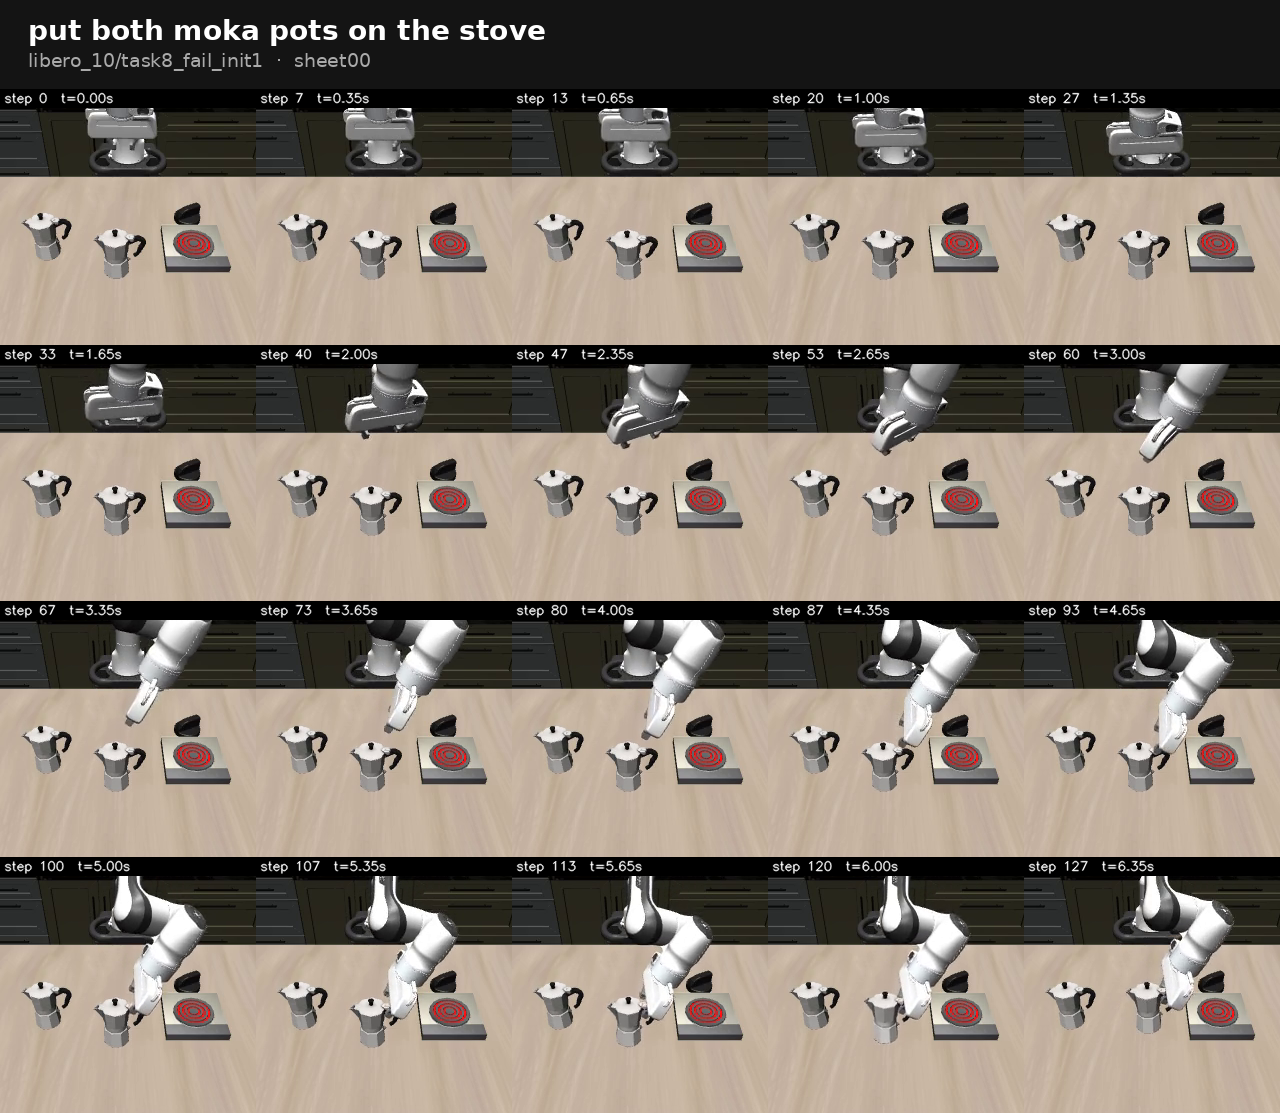 put both moka pots on the stove
libero_10/task8_fail_init1 · sheet00
step 0 t=0.00s
step 7 t=0.35s
step 13 t=0.65s
step 20 t=1.00s
step 27 t=1.35s
step 33 t=1.65s
step 40 t=2.00s
step 47 t=2.35s
step 53 t=2.65s
step 60 t=3.00s
step 67 t=3.35s
step 73 t=3.65s
step 80 t=4.00s
step 87 t=4.35s
step 93 t=4.65s
step 100 t=5.00s
step 107 t=5.35s
step 113 t=5.65s
step 120 t=6.00s
step 127 t=6.35s